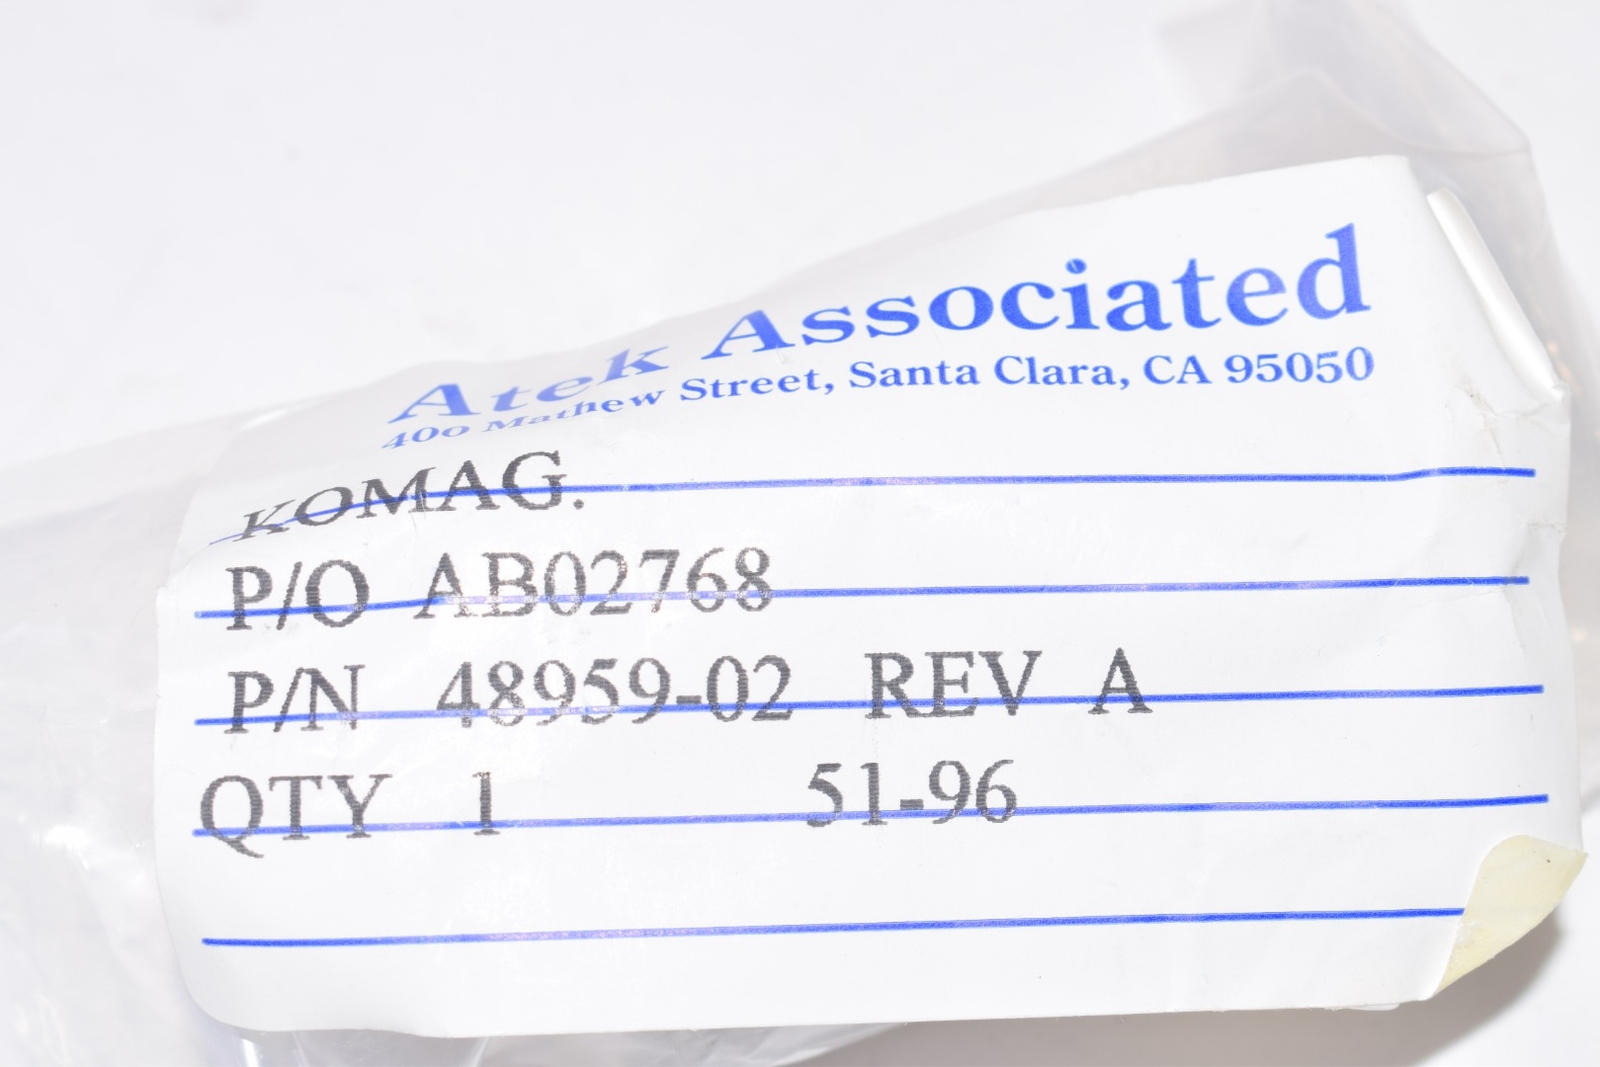 Atek Associated
400 Mathew Street, Santa Clara, CA 95050
KOMAG.
P/O AB02768
P/N 48959-02 REV A
QTY 1 51-96